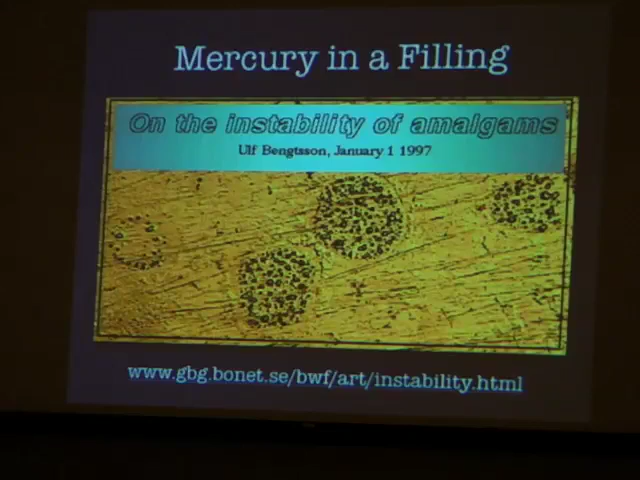 Mercury in a Filling
On the instability of amalgams
Ulf Bengtsson, January 1 1997
www.gbg.bonet.se/bwf/art/instability.html